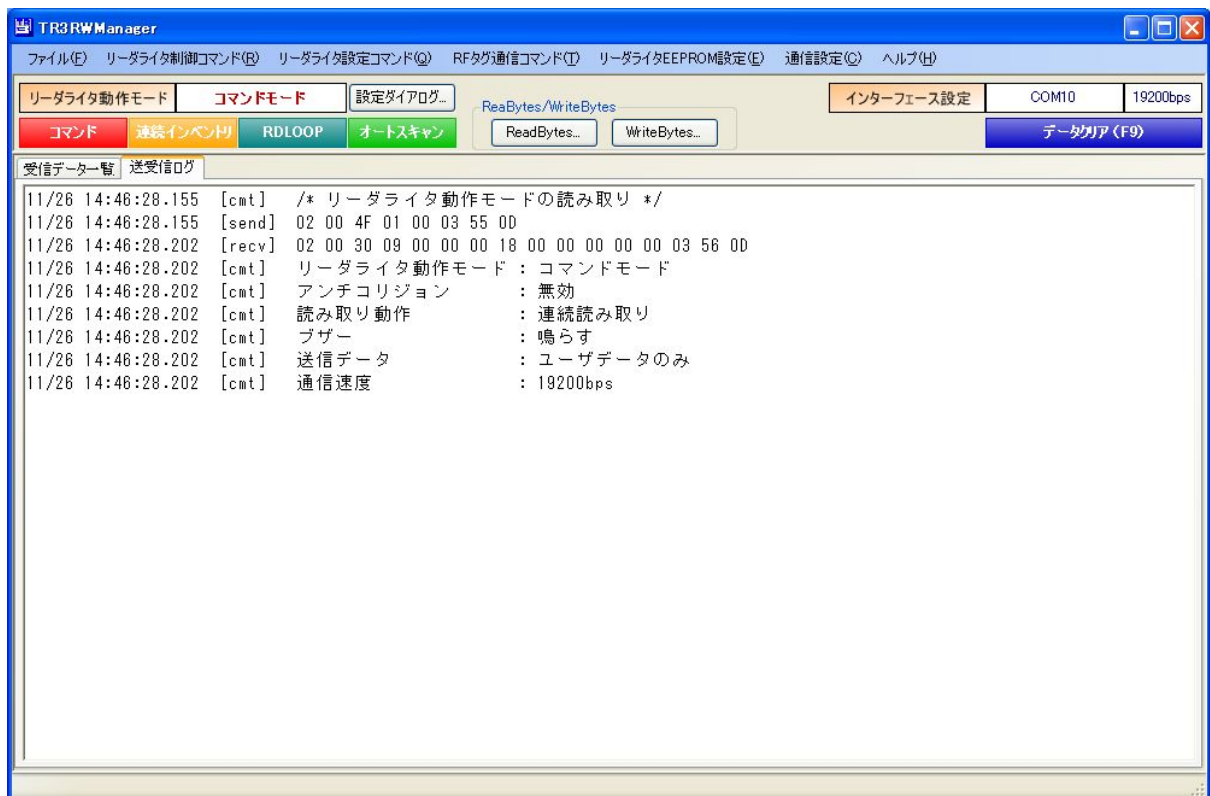 TR3RWManager
ファイル(F) リーダライタ制御コマンド(R) リーダライタ設定コマンド(Q) RFタグ通信コマンド(T) リーダライタEEPROM設定(E) 通信設定(C) ヘルプ(H)
リーダライタ動作モード コマンドモード 設定ダイアログ... ReaBytes/WriteBytes インターフェース設定 COM10 19200bps
コマンド 連続インベントリ RDLOOP オートスキャン ReadBytes... WriteBytes... データクリア(F9)
受信データ一覧 送受信ログ
11/26 14:46:28.155 [cmt] /* リーダライタ動作モードの読み取り */
11/26 14:46:28.155 [send] 02 00 4F 01 00 03 55 0D
11/26 14:46:28.202 [recv] 02 00 30 09 00 00 00 18 00 00 00 00 00 03 56 0D
11/26 14:46:28.202 [cmt] リーダライタ動作モード : コマンドモード
11/26 14:46:28.202 [cmt] アンチコリジョン : 無効
11/26 14:46:28.202 [cmt] 読み取り動作 : 連続読み取り
11/26 14:46:28.202 [cmt] ブザー : 鳴らす
11/26 14:46:28.202 [cmt] 送信データ : ユーザデータのみ
11/26 14:46:28.202 [cmt] 通信速度 : 19200bps